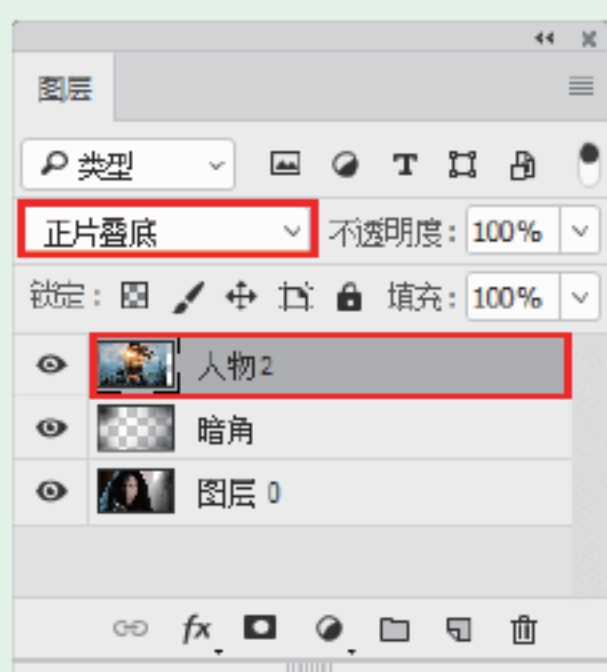 图层
类型
正片叠底 不透明度: 100%
锁定: 填充: 100%
人物2
暗角
图层 0
fx